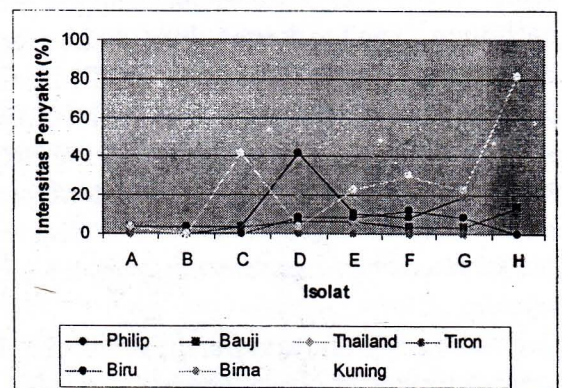 100
80
60
40
20
0
Intensitas Penyakit (%)
A B C D E F G H
Isolat
Philip Bauji Thailand Tiron
Biru Bima Kuning